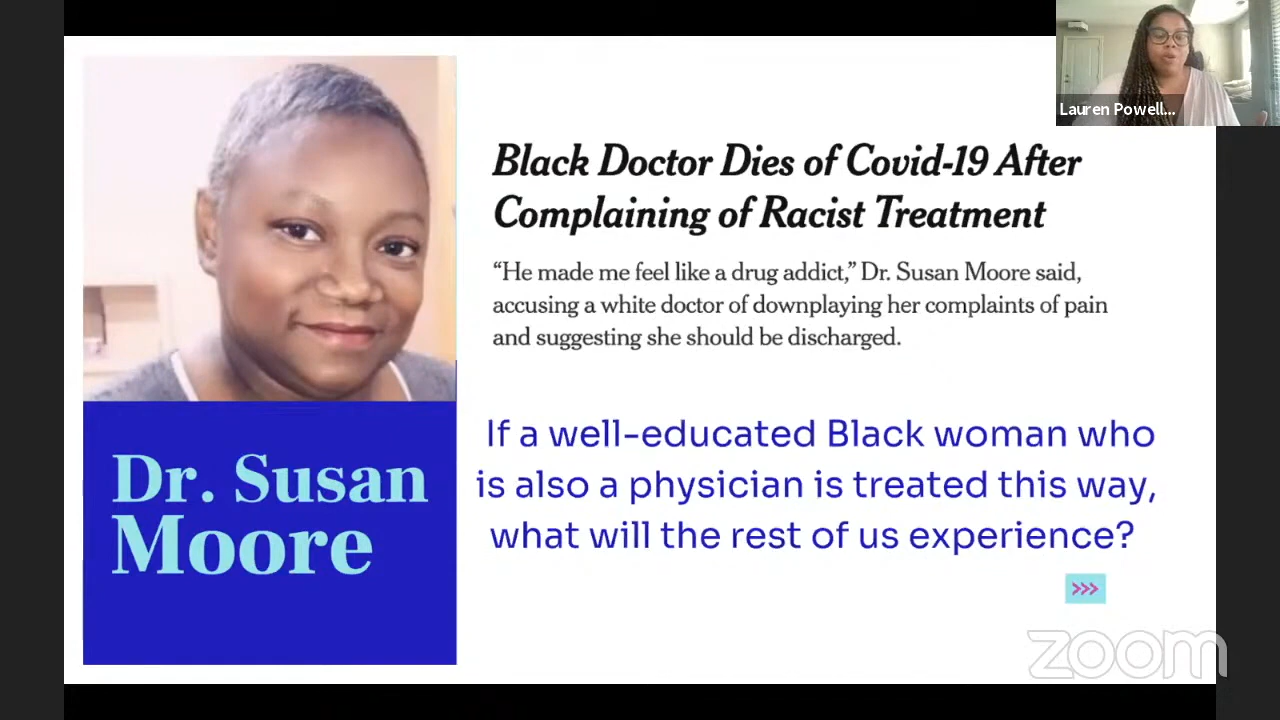 Lauren Powell...
Black Doctor Dies of Covid-19 After
Complaining of Racist Treatment
“He made me feel like a drug addict,” Dr. Susan Moore said,
accusing a white doctor of downplaying her complaints of pain
and suggesting she should be discharged.
Dr. Susan
Moore
If a well-educated Black woman who
is also a physician is treated this way,
what will the rest of us experience?
>>>
zoom